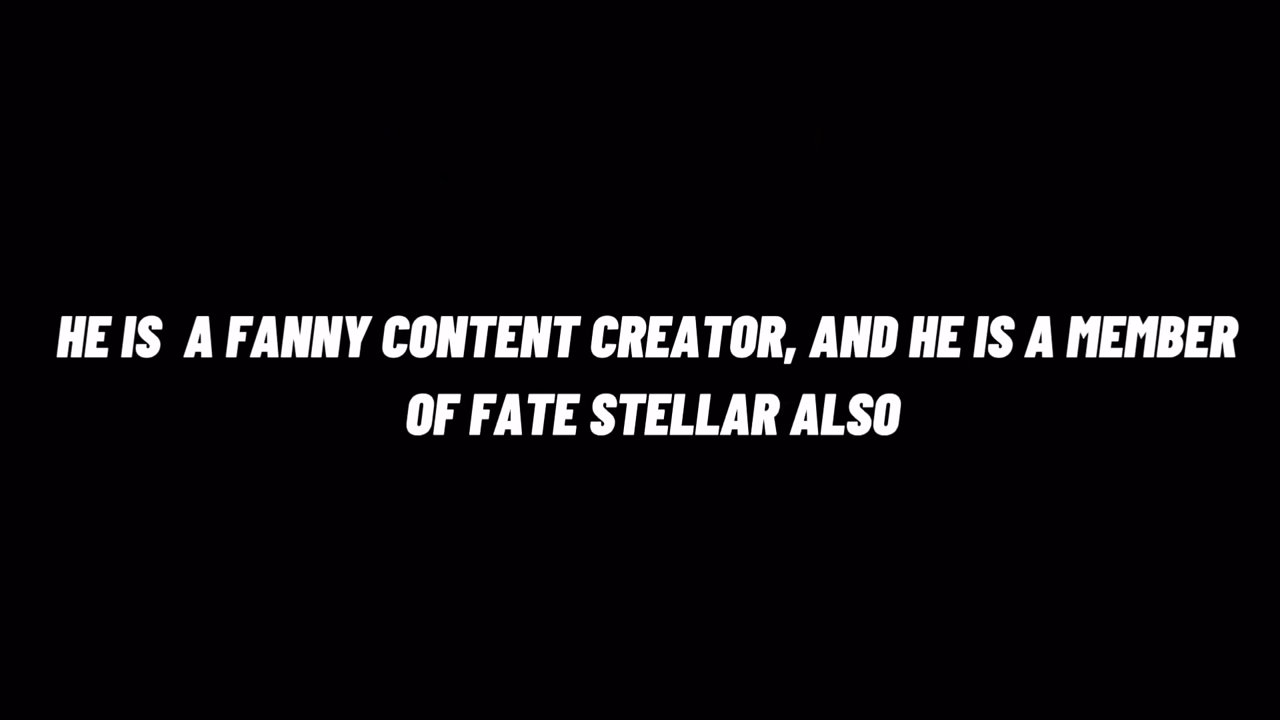 HE IS  A FANNY CONTENT CREATOR, AND HE IS A MEMBER
OF FATE STELLAR ALSO